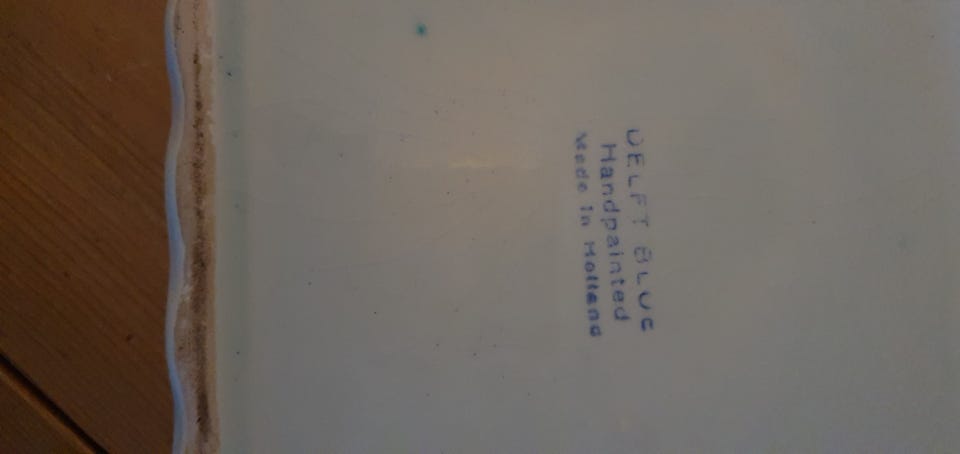 DELFT BLUE
Handpainted
Made in Holland